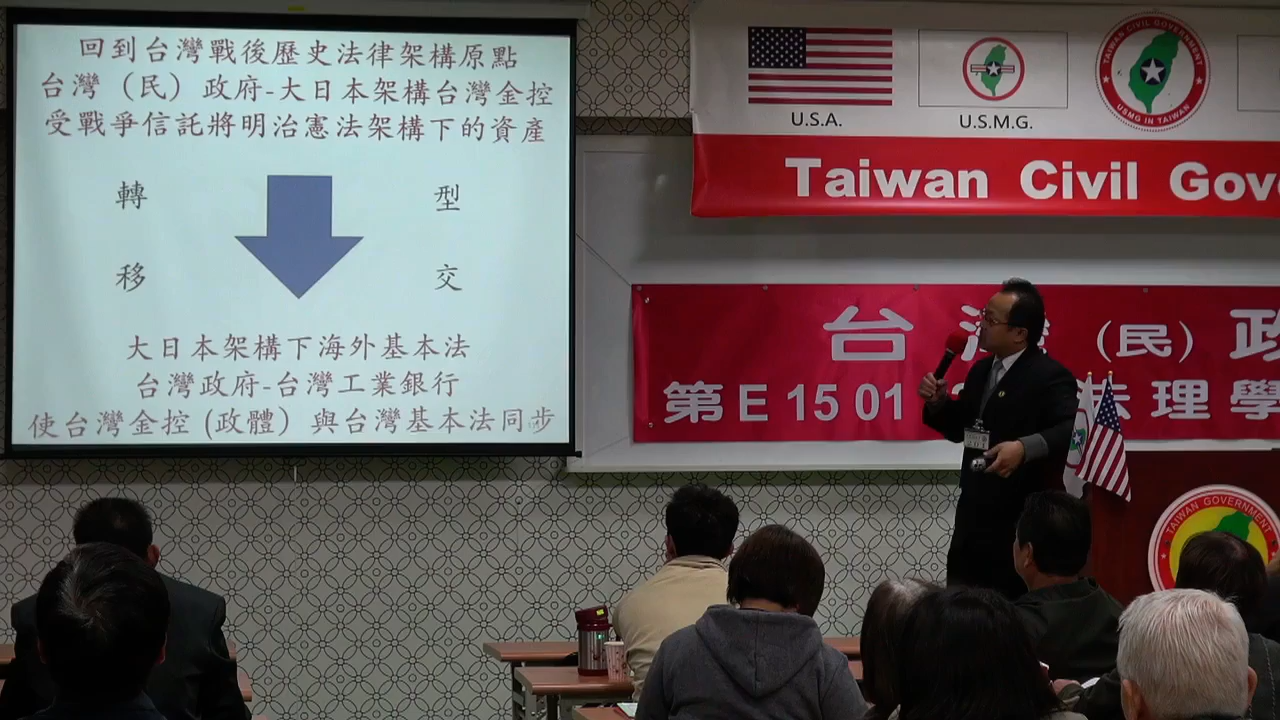 回到台灣戰後歷史法律架構原點
台灣（民）政府-大日本架構台灣金控
受戰爭信託將明治憲法架構下的資產
轉 型
移 交
大日本架構下海外基本法
台灣政府-台灣工業銀行
使台灣金控 (政體） 與台灣基本法同步
U.S.A.
U.S.M.G.
TAIWAN CIVIL GOVERNMENT
USMG IN TAIWAN
Taiwan Civil Gov
台灣（民）政
第E 15 01
理學
TAIWAN GOVERNMENT